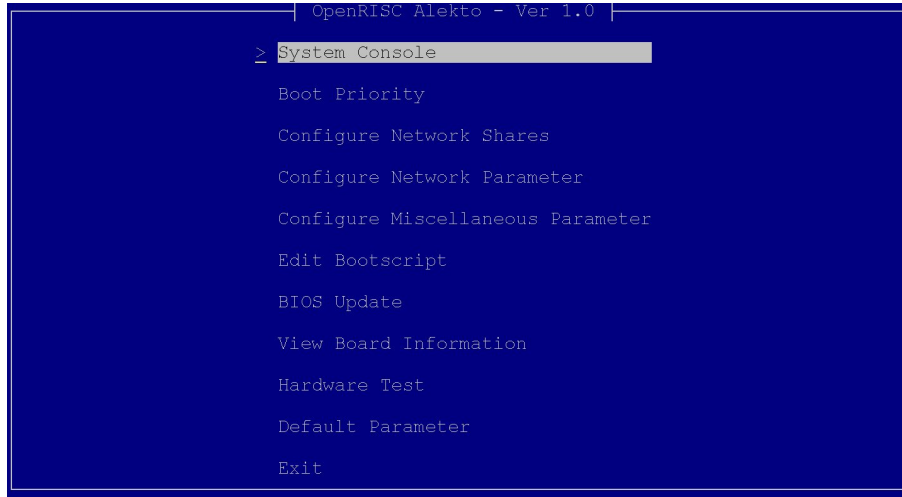 OpenRISC Alekto - Ver 1.0
> System Console
Boot Priority
Configure Network Shares
Configure Network Parameter
Configure Miscellaneous Parameter
Edit Bootscript
BIOS Update
View Board Information
Hardware Test
Default Parameter
Exit